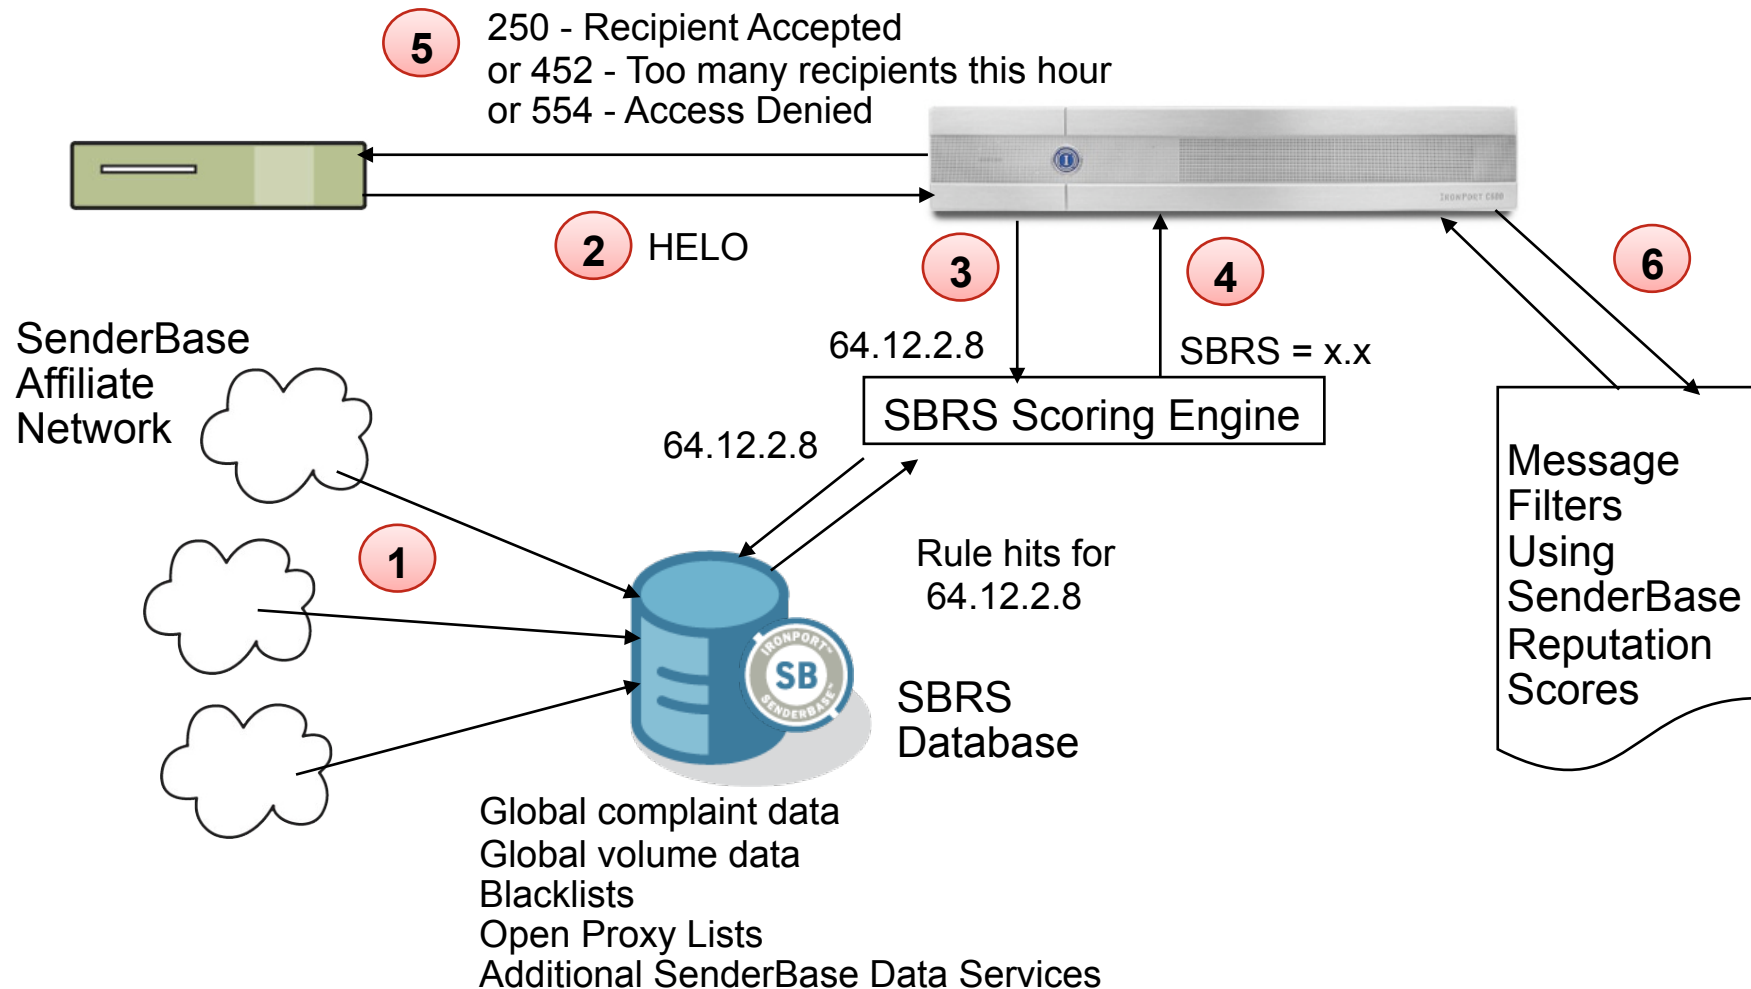 5
250 - Recipient Accepted
or 452 - Too many recipients this hour
or 554 - Access Denied
IRONPORT C600
2
HELO
3
4
6
64.12.2.8
SBRS = x.x
SenderBase
Affiliate
Network
SBRS Scoring Engine
64.12.2.8
1
Rule hits for
64.12.2.8
Message
Filters
Using
SenderBase
Reputation
Scores
IRONPORT™
SB
SENDERBASE™
SBRS
Database
Global complaint data
Global volume data
Blacklists
Open Proxy Lists
Additional SenderBase Data Services